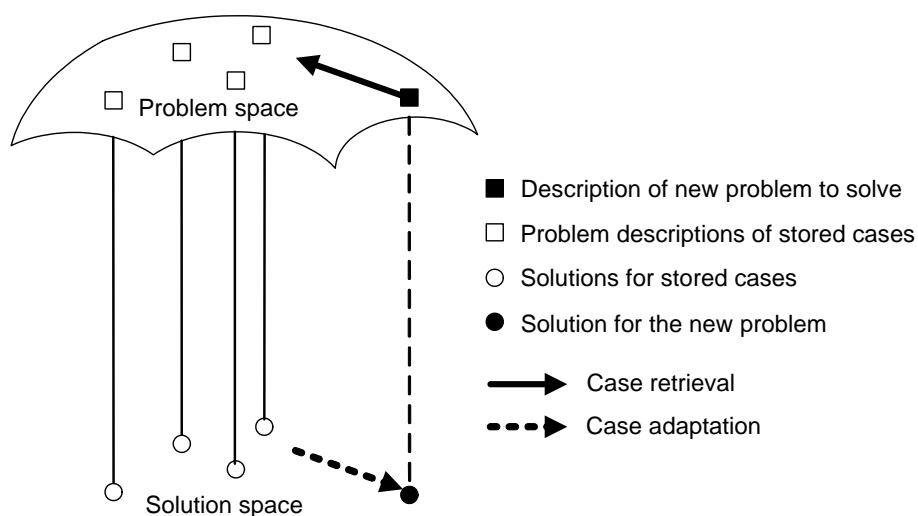 Problem space
Description of new problem to solve
Problem descriptions of stored cases
Solutions for stored cases
Solution for the new problem
Case retrieval
Case adaptation
Solution space